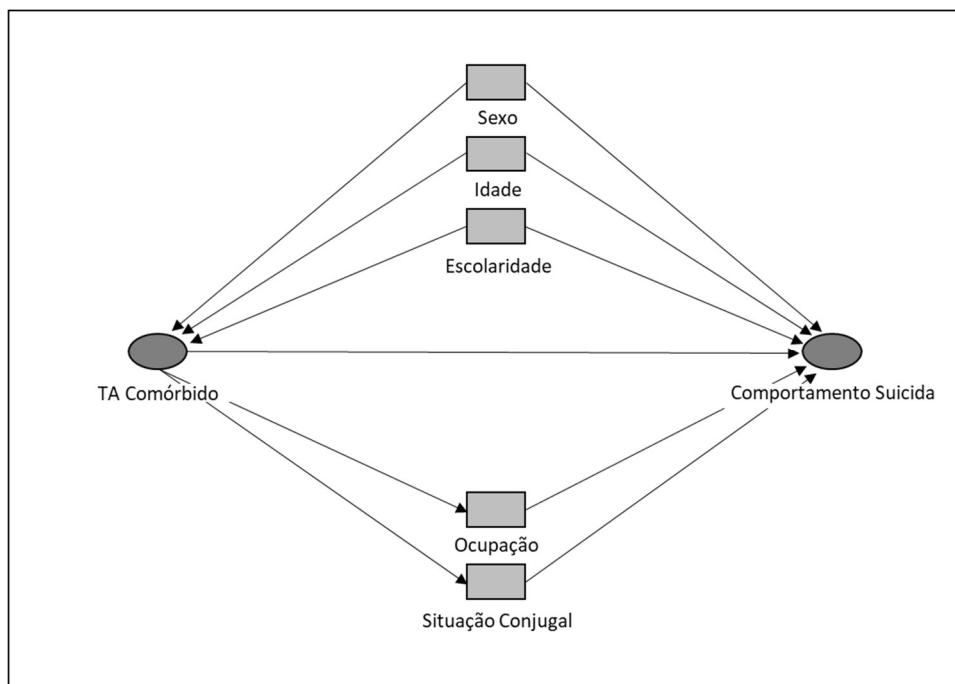 Sexo
Idade
Escolaridade
TA Comórbido
Comportamento Suicida
Ocupação
Situação Conjugal